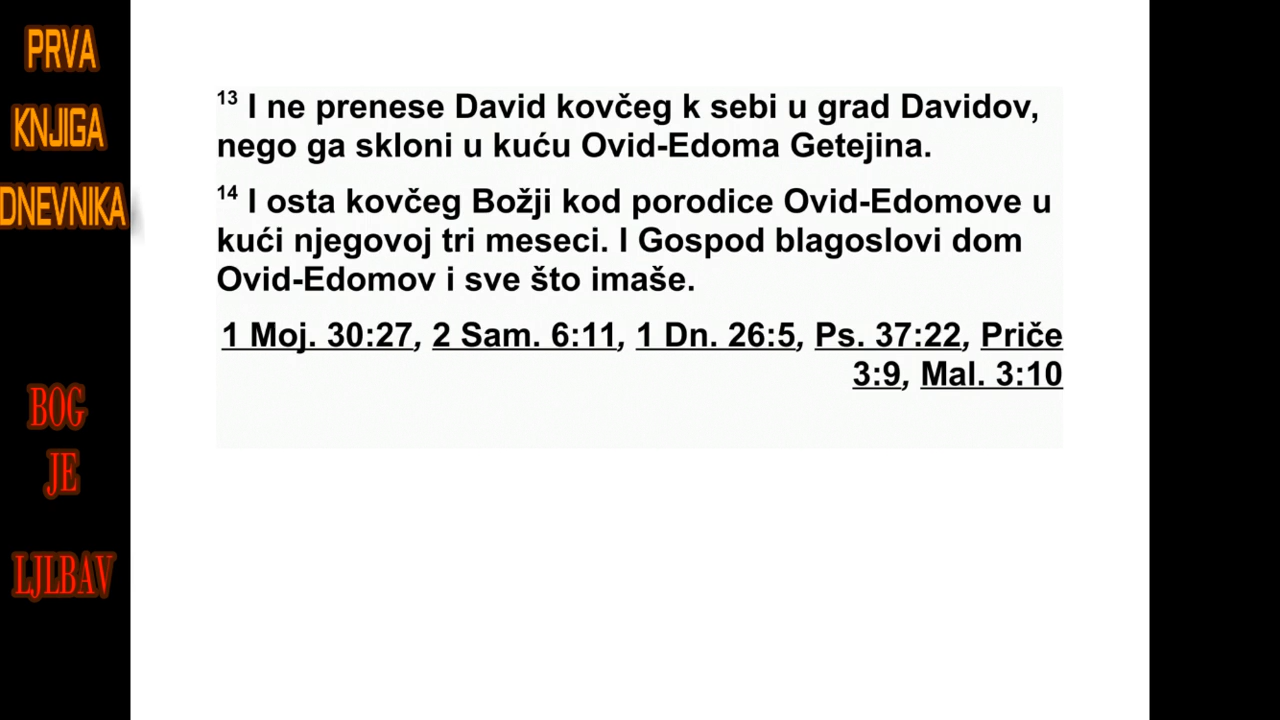 PRVA
KNJIGA
DNEVNIKA
BOG
JE
LJLBAV
13 I ne prenese David kovčeg k sebi u grad Davidov,
nego ga skloni u kuću Ovid-Edoma Getejina.
14 I osta kovčeg Božji kod porodice Ovid-Edomove u
kući njegovoj tri meseci. I Gospod blagoslovi dom
Ovid-Edomov i sve što imaše.
1 Moj. 30:27, 2 Sam. 6:11, 1 Dn. 26:5, Ps. 37:22, Priče
3:9, Mal. 3:10